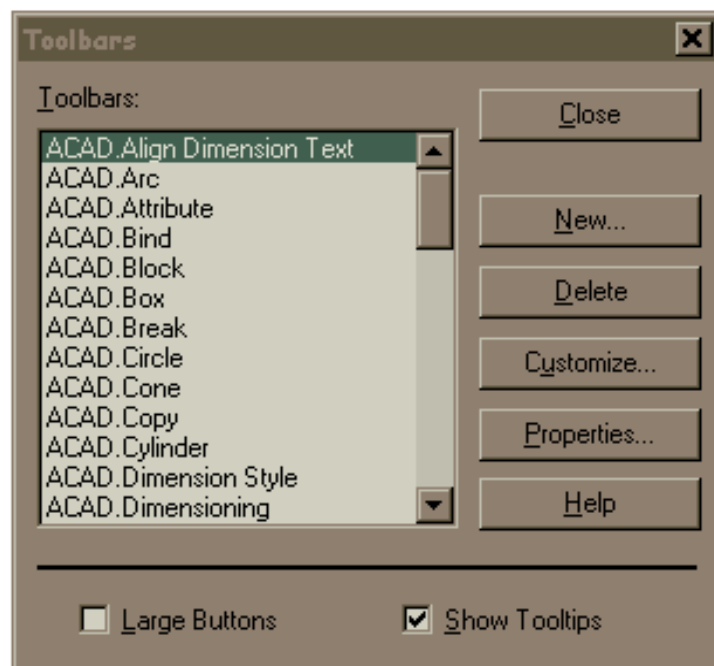 Toolbars
Toolbars:
ACAD.Align Dimension Text
ACAD.Arc
ACAD.Attribute
ACAD.Bind
ACAD.Block
ACAD.Box
ACAD.Break
ACAD.Circle
ACAD.Cone
ACAD.Copy
ACAD.Cylinder
ACAD.Dimension Style
ACAD.Dimensioning
Close
New...
Delete
Customize...
Properties...
Help
Large Buttons
Show Tooltips